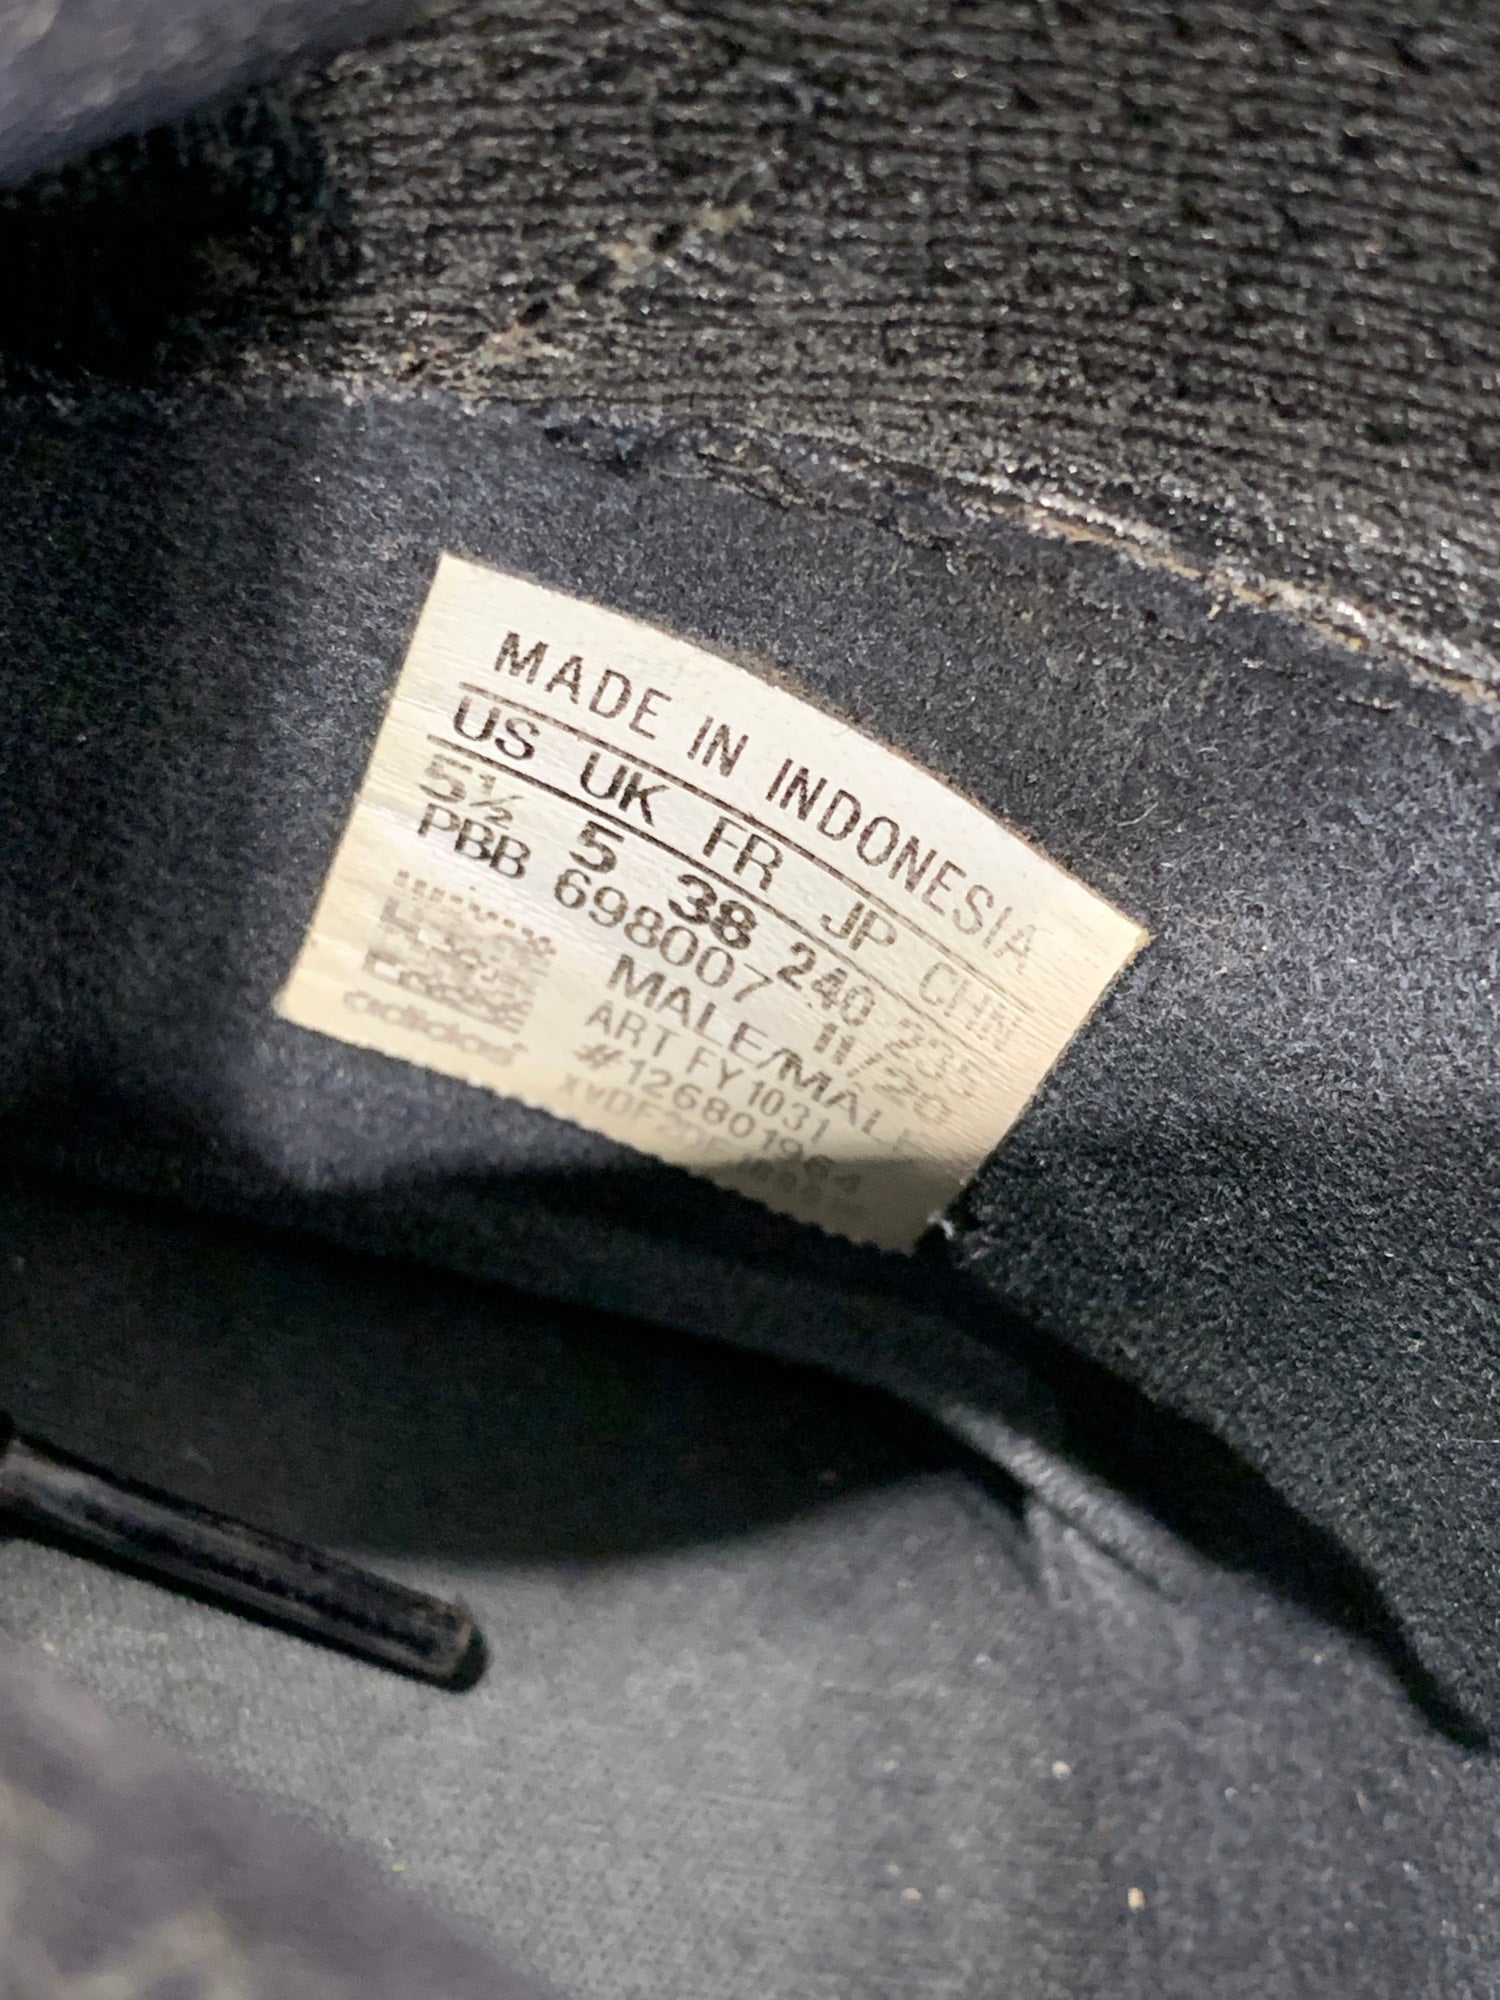 MADE IN INDONESIA
US UK FR JP CHN
5½ 5 38 240 235
PBB 698007 11/20
MALE/MALE
ART FY1031
adidas